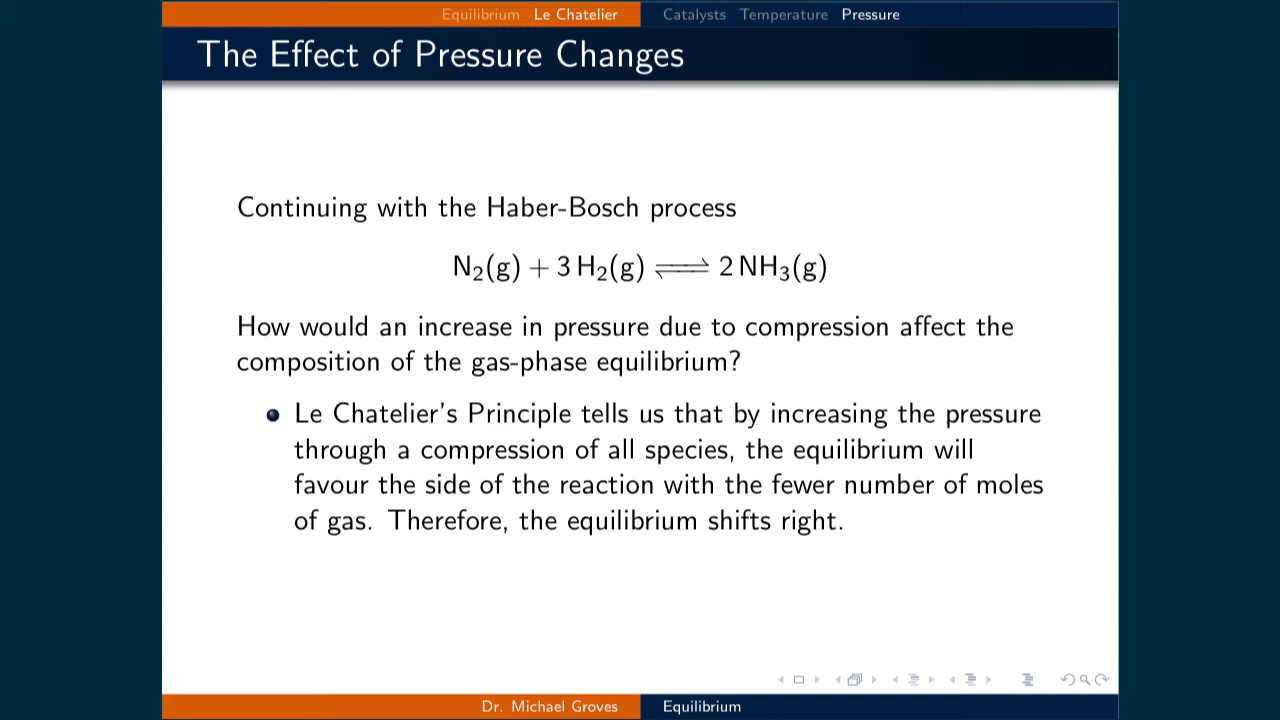 Equilibrium Le Chatelier Catalysts Temperature Pressure
The Effect of Pressure Changes
Continuing with the Haber-Bosch process
N₂(g) + 3 H₂(g) ⇌ 2 NH₃(g)
How would an increase in pressure due to compression affect the
composition of the gas-phase equilibrium?
Le Chatelier's Principle tells us that by increasing the pressure
through a compression of all species, the equilibrium will
favour the side of the reaction with the fewer number of moles
of gas. Therefore, the equilibrium shifts right.
Dr. Michael Groves Equilibrium